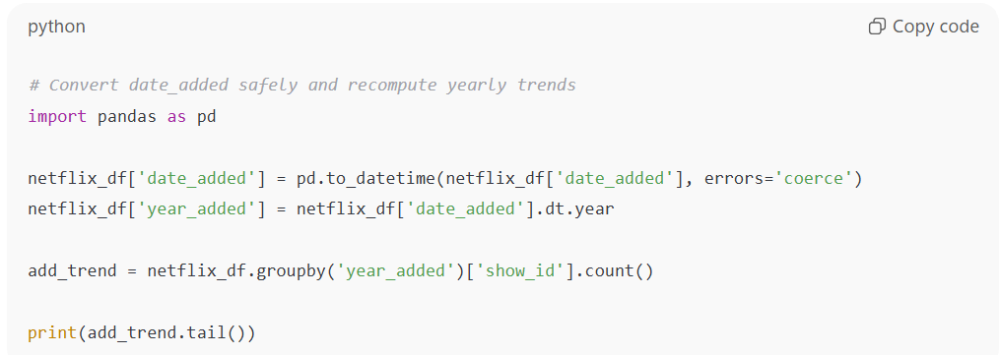 python
Copy code
# Convert date_added safely and recompute yearly trends
import pandas as pd
netflix_df['date_added'] = pd.to_datetime(netflix_df['date_added'], errors='coerce')
netflix_df['year_added'] = netflix_df['date_added'].dt.year
add_trend = netflix_df.groupby('year_added')['show_id'].count()
print(add_trend.tail())